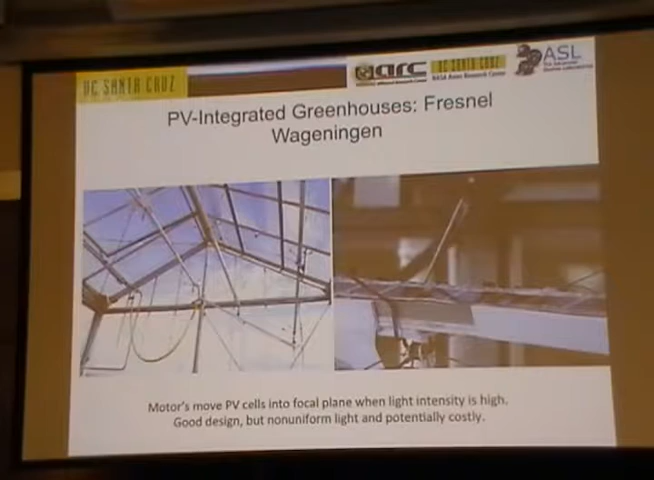 UC SANTA CRUZ
arc
UC SANTA CRUZ
NASA Ames Research Center
ASL
PV-Integrated Greenhouses: Fresnel
Wageningen
Motor's move PV cells into focal plane when light intensity is high.
Good design, but nonuniform light and potentially costly.